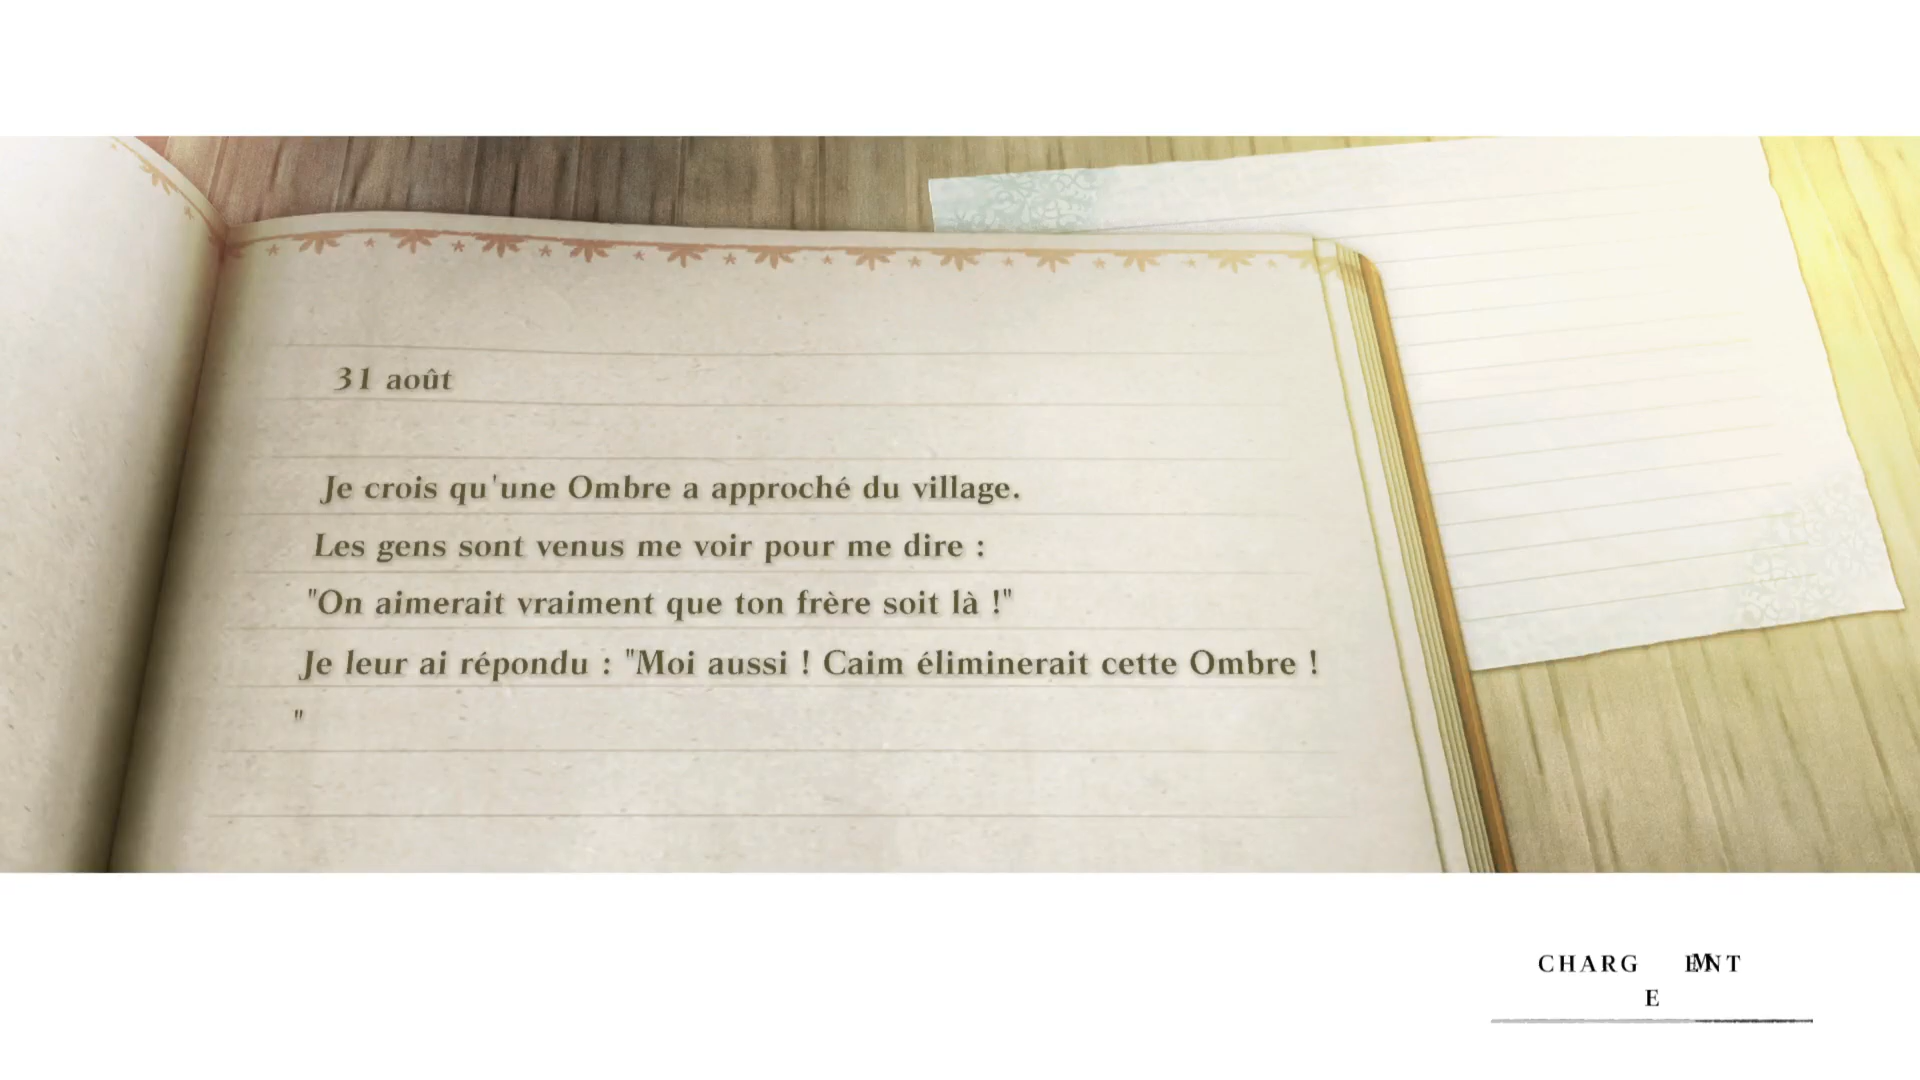 31 août
Je crois qu'une Ombre a approché du village.
Les gens sont venus me voir pour me dire :
"On aimerait vraiment que ton frère soit là !"
Je leur ai répondu : "Moi aussi ! Caim éliminerait cette Ombre !
"
CHARGEMENT